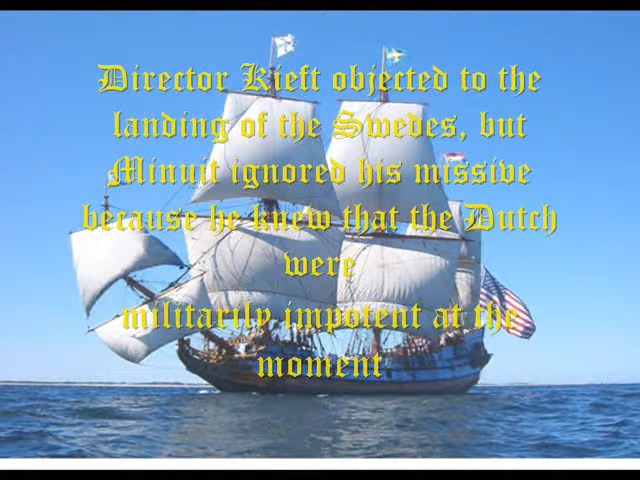 Director Kieft objected to the
landing of the Swedes, but
Minuit ignored his missive
because he knew that the Dutch
were
militarily impotent at the
moment